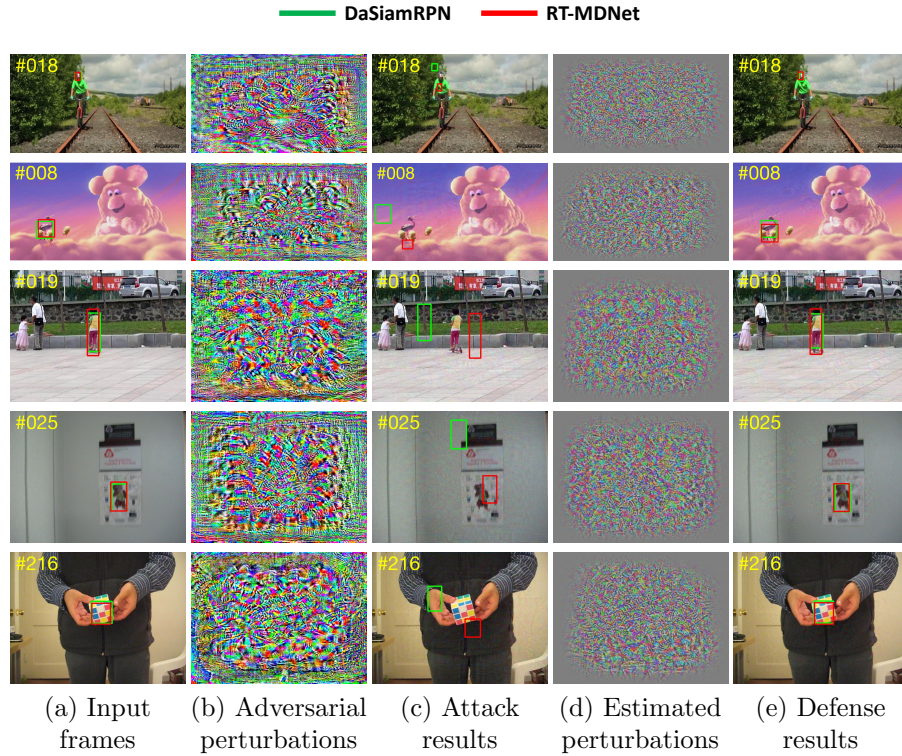 DaSiamRPN RT-MDNet
#018 #018 #018
#008 #008 #008
#019 #019 #019
#025 #025 #025
#216 #216 #216
(a) Input (b) Adversarial (c) Attack (d) Estimated (e) Defense
frames perturbations results perturbations results